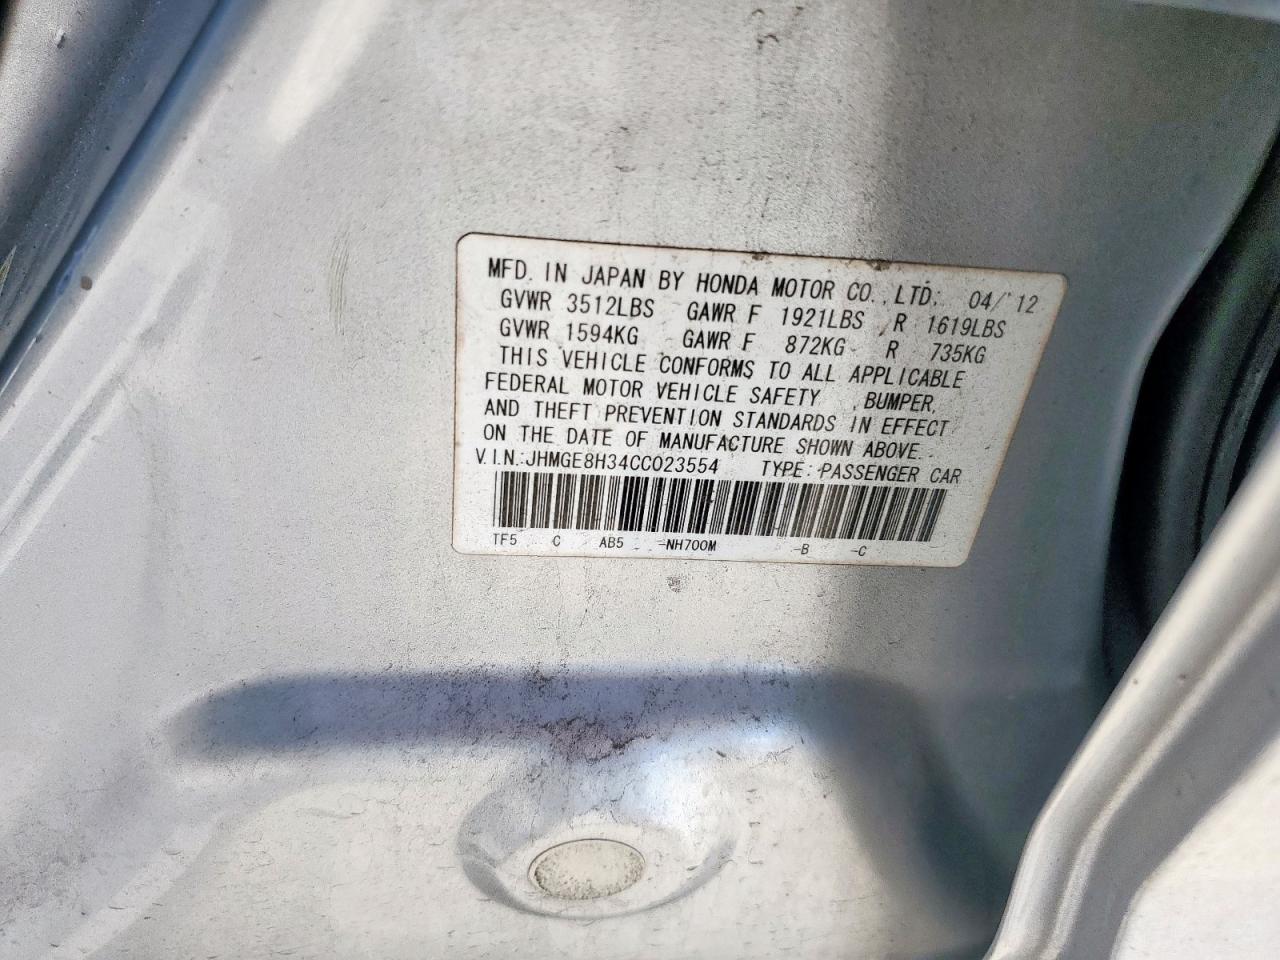 MFD. IN JAPAN BY HONDA MOTOR CO., LTD. 04/'12
GVWR 3512LBS GAWR F 1921LBS R 1619LBS
GVWR 1594KG GAWR F 872KG R 735KG
THIS VEHICLE CONFORMS TO ALL APPLICABLE
FEDERAL MOTOR VEHICLE SAFETY , BUMPER,
AND THEFT PREVENTION STANDARDS IN EFFECT
ON THE DATE OF MANUFACTURE SHOWN ABOVE.
V.I.N.:JHMGE8H34CC023554 TYPE:PASSENGER CAR
TF5 C AB5 -NH700M -B -C